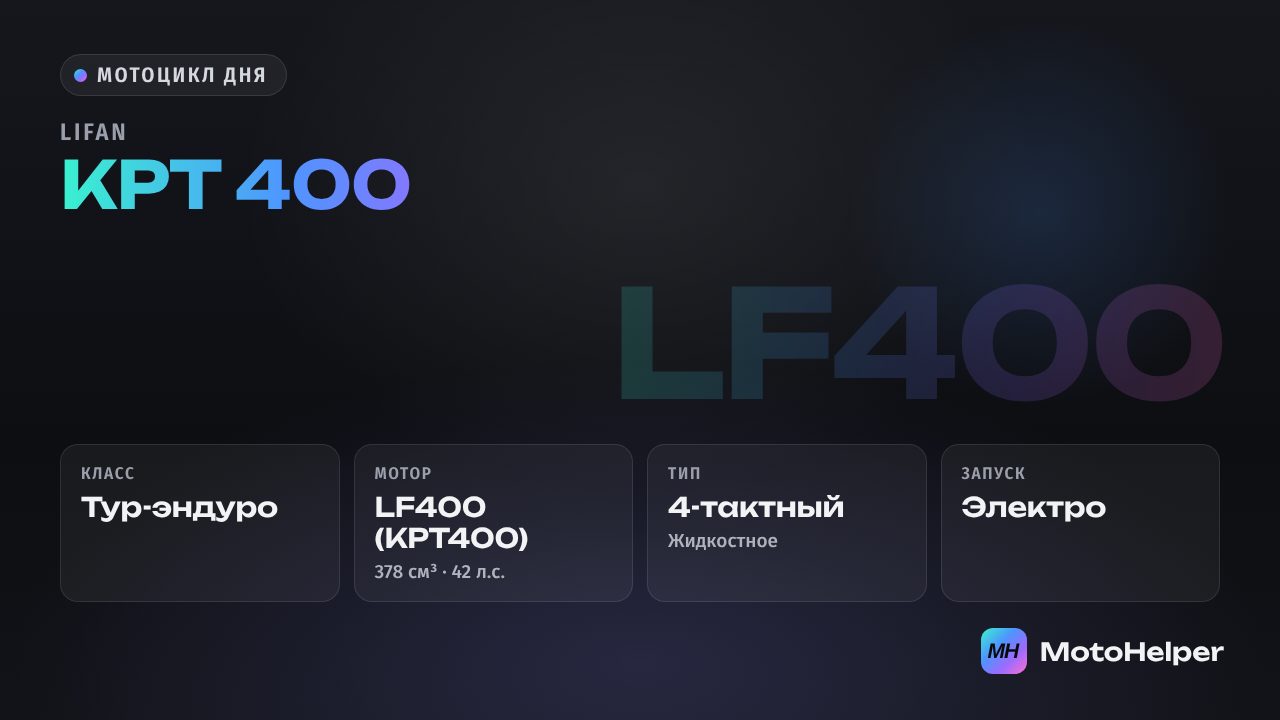 МОТОЦИКЛ ДНЯ
LIFAN
KPT 400
LF400
КЛАСС
Тур-эндуро
МОТОР
LF400
(KPT400)
378 см³ · 42 л.с.
ТИП
4-тактный
Жидкостное
ЗАПУСК
Электро
MH MotoHelper